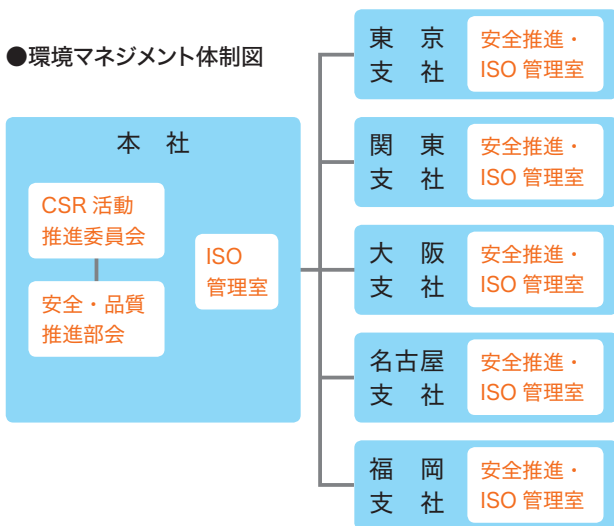 ●環境マネジメント体制図
本 社
CSR 活動
推進委員会
安全・品質
推進部会
ISO
管理室
東 京
支 社
安全推進・
ISO 管理室
関 東
支 社
安全推進・
ISO 管理室
大 阪
支 社
安全推進・
ISO 管理室
名古屋
支 社
安全推進・
ISO 管理室
福 岡
支 社
安全推進・
ISO 管理室